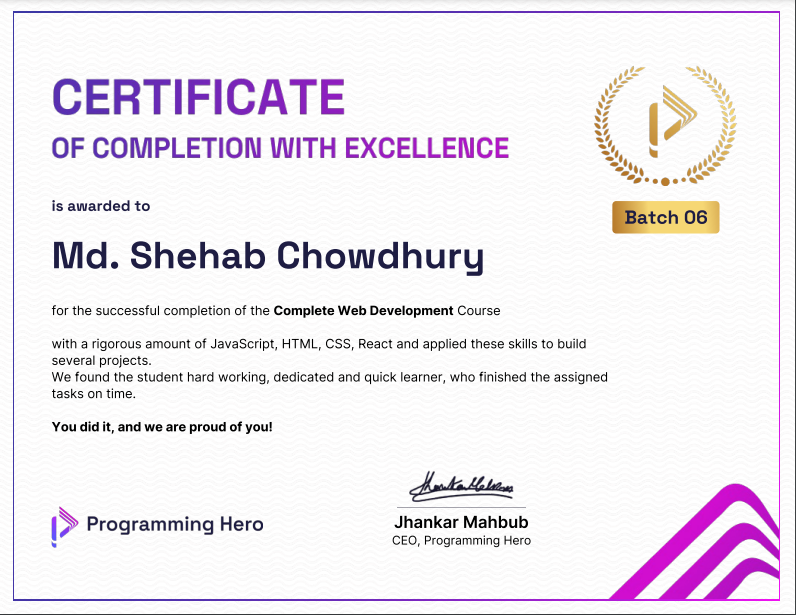 CERTIFICATE
OF COMPLETION WITH EXCELLENCE
Batch 06
is awarded to
Md. Shehab Chowdhury
for the successful completion of the Complete Web Development Course
with a rigorous amount of JavaScript, HTML, CSS, React and applied these skills to build
several projects.
We found the student hard working, dedicated and quick learner, who finished the assigned
tasks on time.
You did it, and we are proud of you!
Programming Hero
Jhankar Mahbub
CEO, Programming Hero